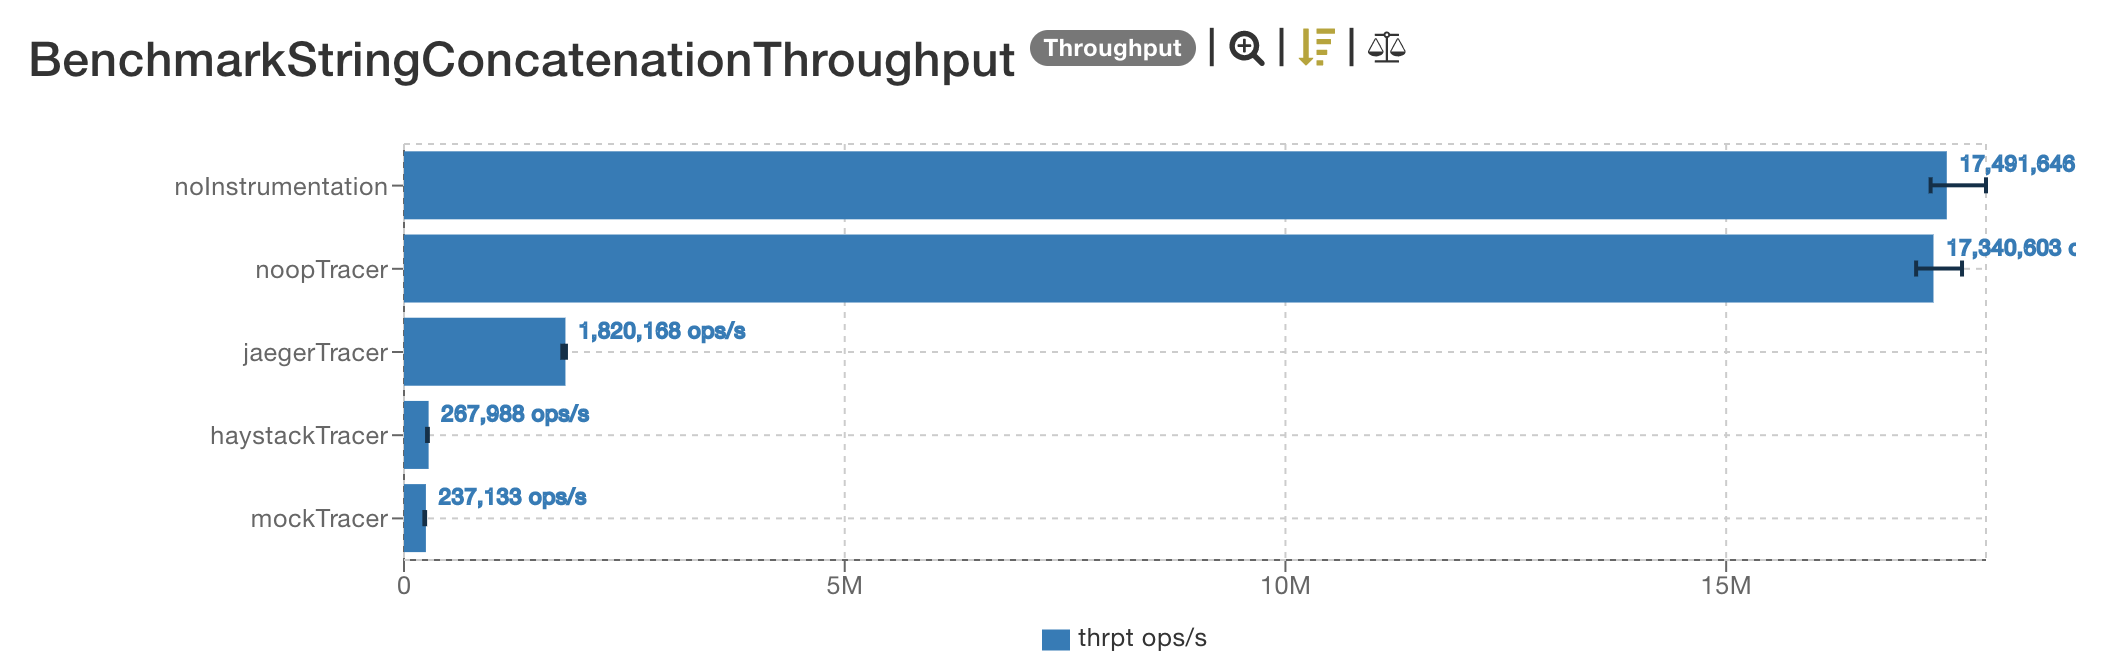 BenchmarkStringConcatenationThroughput Throughput
noInstrumentation 17,491,646
noopTracer 17,340,603
jaegerTracer 1,820,168 ops/s
haystackTracer 267,988 ops/s
mockTracer 237,133 ops/s
0 5M 10M 15M
thrpt ops/s